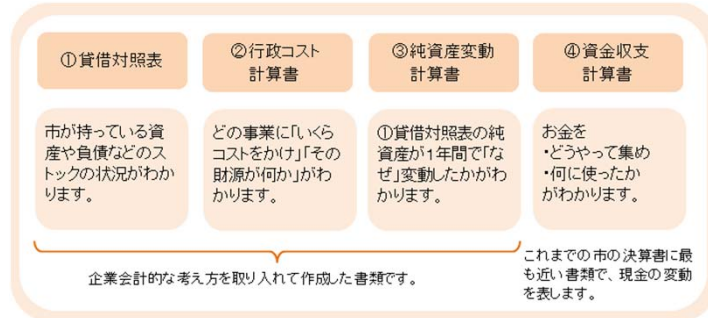 ①貸借対照表
②行政コスト
計算書
③純資産変動
計算書
④資金収支
計算書
市が持っている資
産や負債などのス
トックの状況がわか
ります。
どの事業に「いくら
コストをかけ」「その
財源が何か」がわ
かります。
①貸借対照表の純
資産が1年間で「な
ぜ」変動したかがわ
かります。
お金を
・どうやって集め
・何に使ったか
がわかります。
企業会計的な考え方を取り入れて作成した書類です。
これまでの市の決算書に最
も近い書類で、現金の変動
を表します。